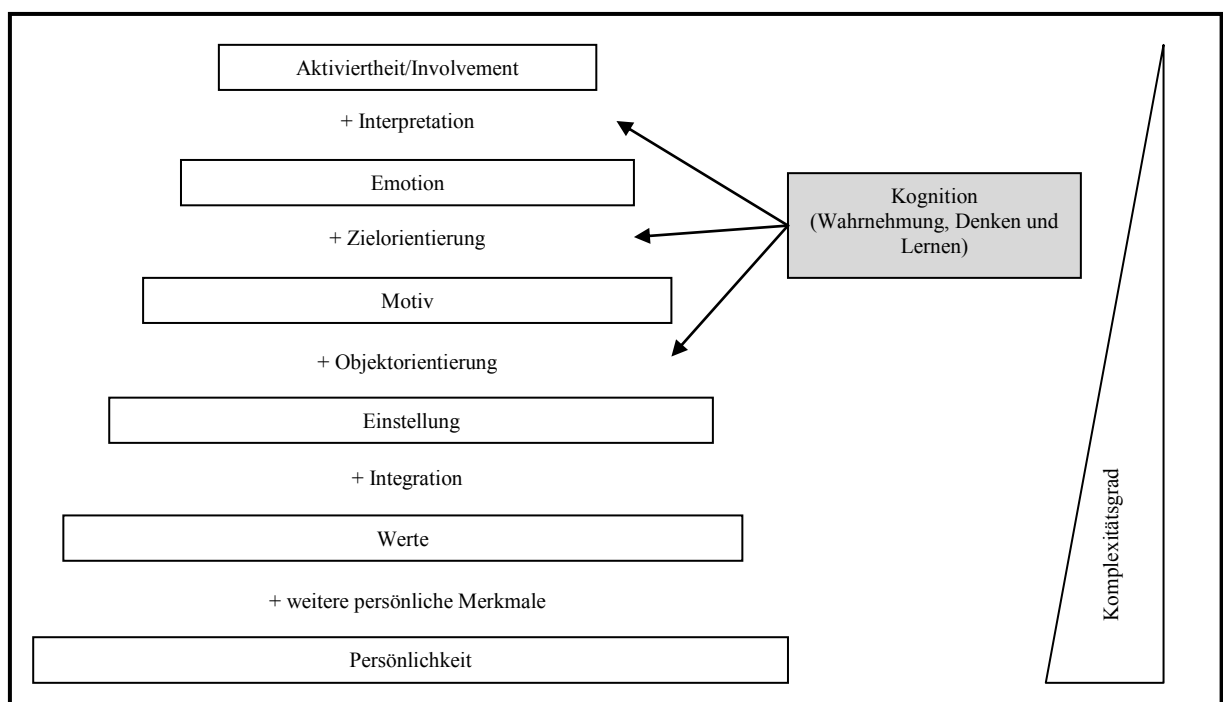 Aktiviertheit/Involvement
+ Interpretation
Emotion
+ Zielorientierung
Motiv
+ Objektorientierung
Einstellung
+ Integration
Werte
+ weitere persönliche Merkmale
Persönlichkeit
Kognition
(Wahrnehmung, Denken und
Lernen)
Komplexitätsgrad